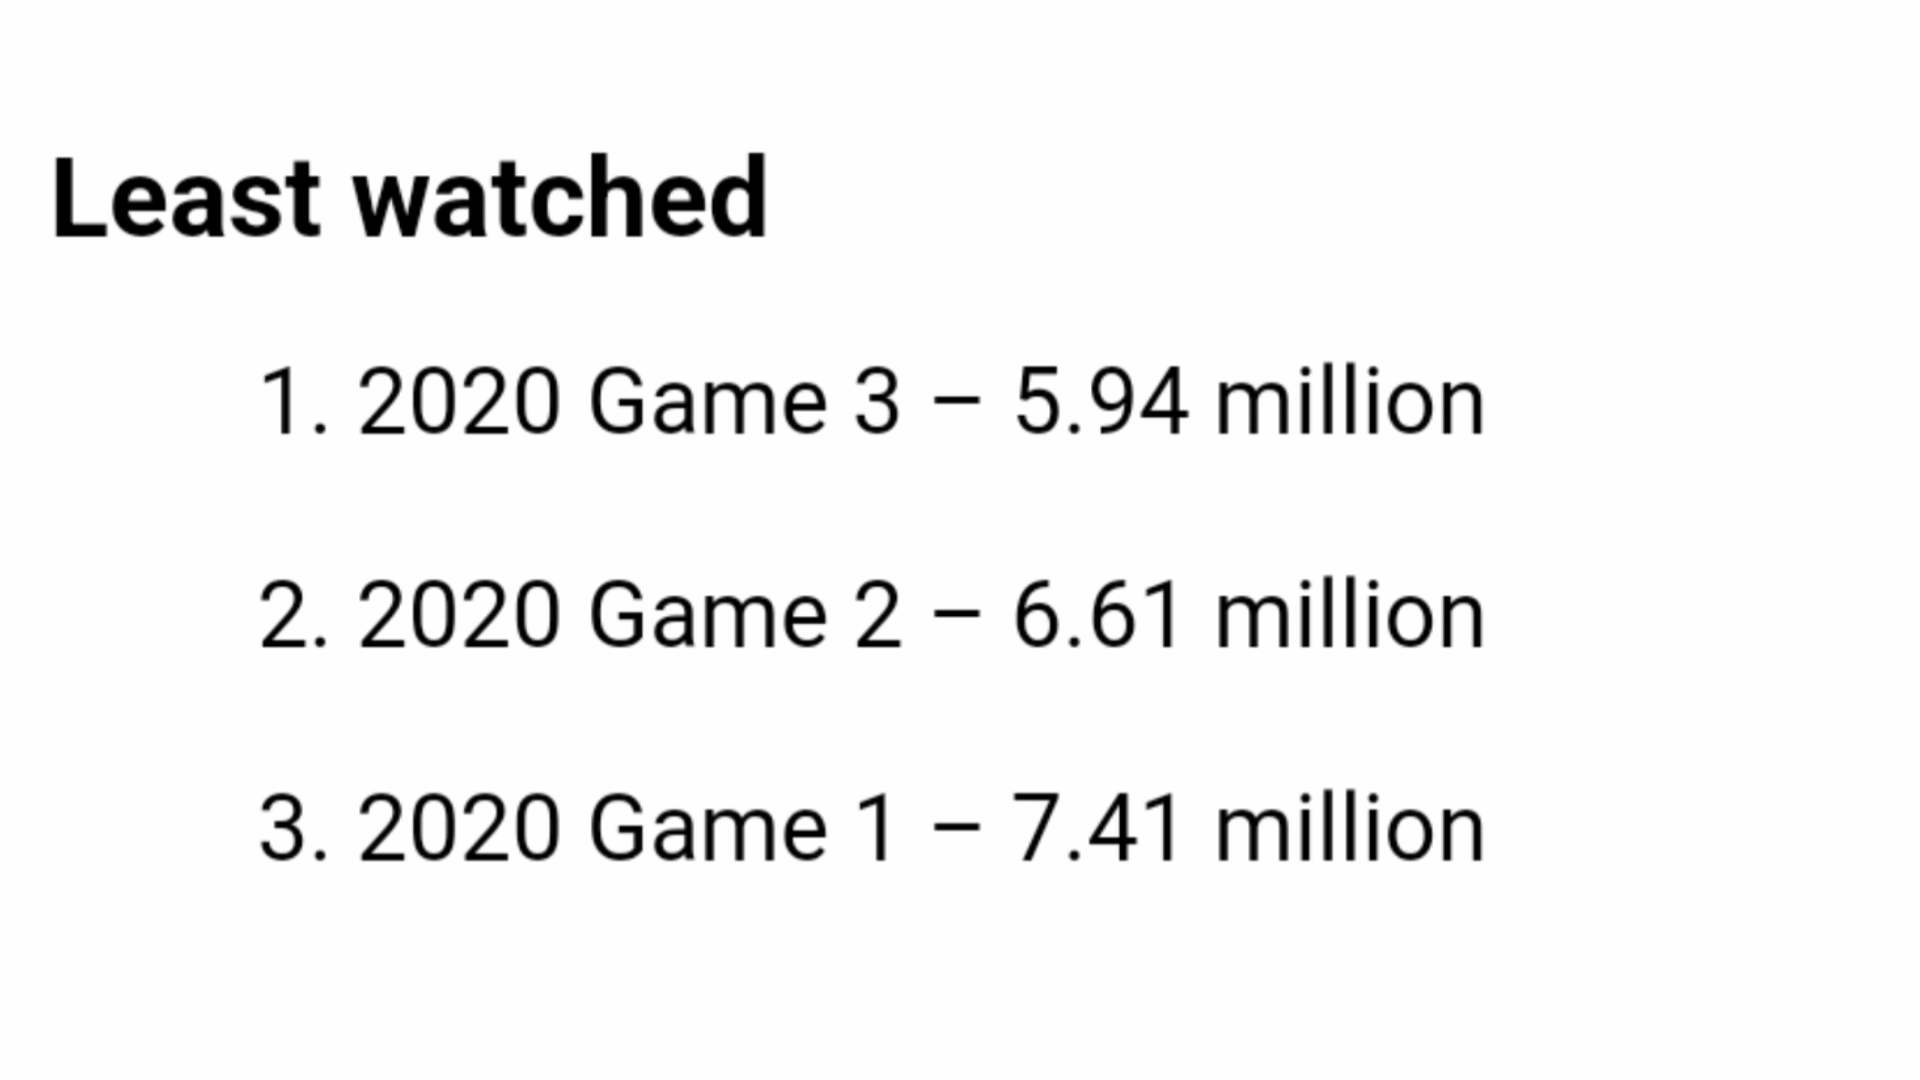 Least watched
1. 2020 Game 3 – 5.94 million
2. 2020 Game 2 – 6.61 million
3. 2020 Game 1 – 7.41 million